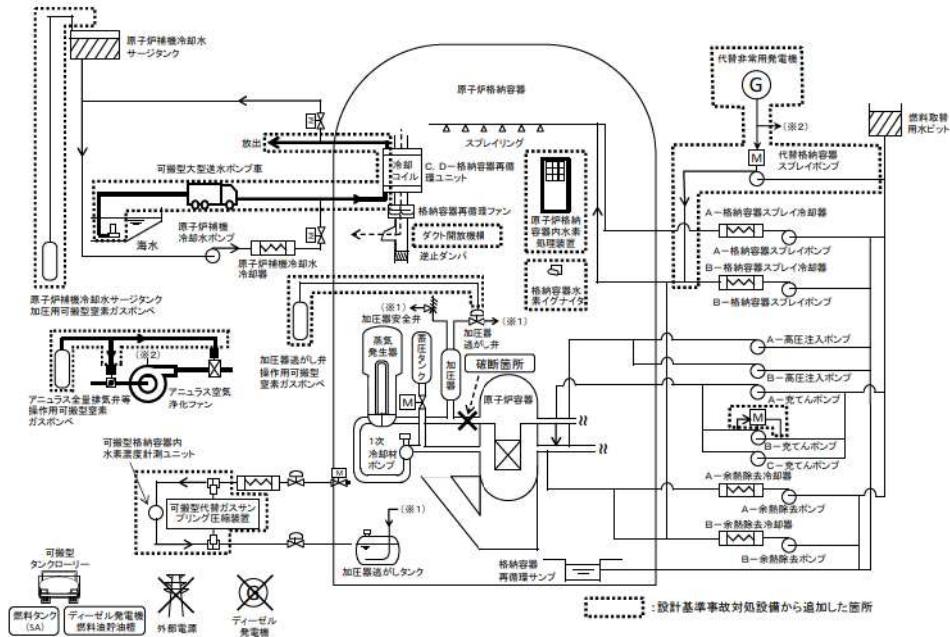 原子炉補機冷却水
サージタンク
放出
可搬型大型送水ポンプ車
海水
原子炉補機
冷却水ポンプ
原子炉補機冷却水
冷却器
原子炉補機冷却水サージタンク
加圧用可搬型窒素ガスボンベ
M
M
原子炉格納容器
スプレイリング
冷却
コイル
C,D-格納容器再循
環ユニット
格納容器再循環ファン
ダクト開放機構
逆止ダンパ
原子炉格納
容器内水素
処理装置
格納容器水
素イグナイタ
代替非常用発電機
G
(※2)
M
代替格納容器
スプレイポンプ
燃料取替
用水ピット
A-格納容器スプレイ冷却器
A-格納容器スプレイポンプ
B-格納容器スプレイ冷却器
B-格納容器スプレイポンプ
(※2)
アニュラス空気
浄化ファン
アニュラス全量排気弁等
操作用可搬型窒素
ガスボンベ
加圧器逃がし弁
操作用可搬型
窒素ガスボンベ
(※1)
加圧器安全弁
(※1)
加圧器
逃がし弁
蒸気
発生器
蓄圧タンク
加圧器
破断箇所
原子炉容器
M
1次
冷却材
ポンプ
A-高圧注入ポンプ
B-高圧注入ポンプ
A-充てんポンプ
M
B-充てんポンプ
C-充てんポンプ
A-余熱除去冷却器
A-余熱除去ポンプ
B-余熱除去冷却器
B-余熱除去ポンプ
可搬型格納容器内
水素濃度計測ユニット
可搬型代替ガスサン
プリング圧縮装置
M
(※1)
加圧器逃がしタンク
格納容器
再循環サンプ
可搬型
タンクローリー
燃料タンク
(SA)
ディーゼル発電機
燃料油貯油槽
外部電源
ディーゼル
発電機
:設計基準事故対処設備から追加した箇所